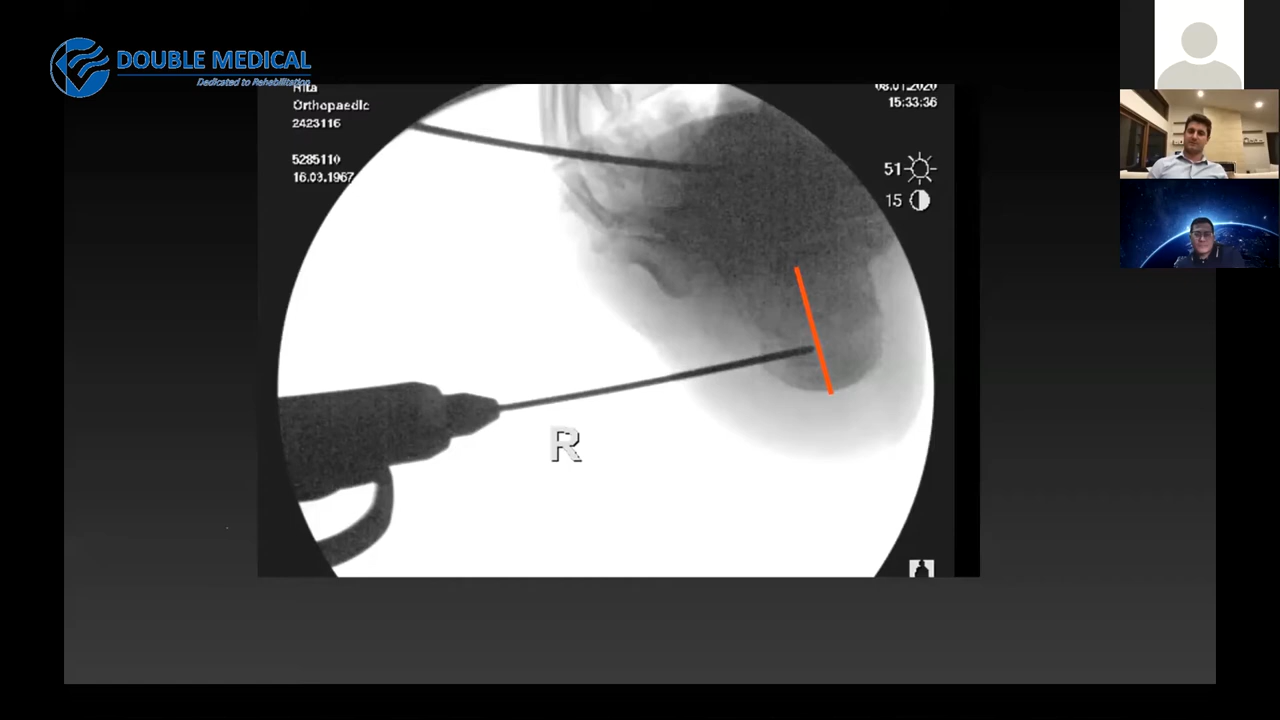 DOUBLE MEDICAL
Dedicated to Rehabilitation
Rita
Orthopaedic
2423116
5285110
16.03.1967
08.01.2020
15:33:36
51
15
R